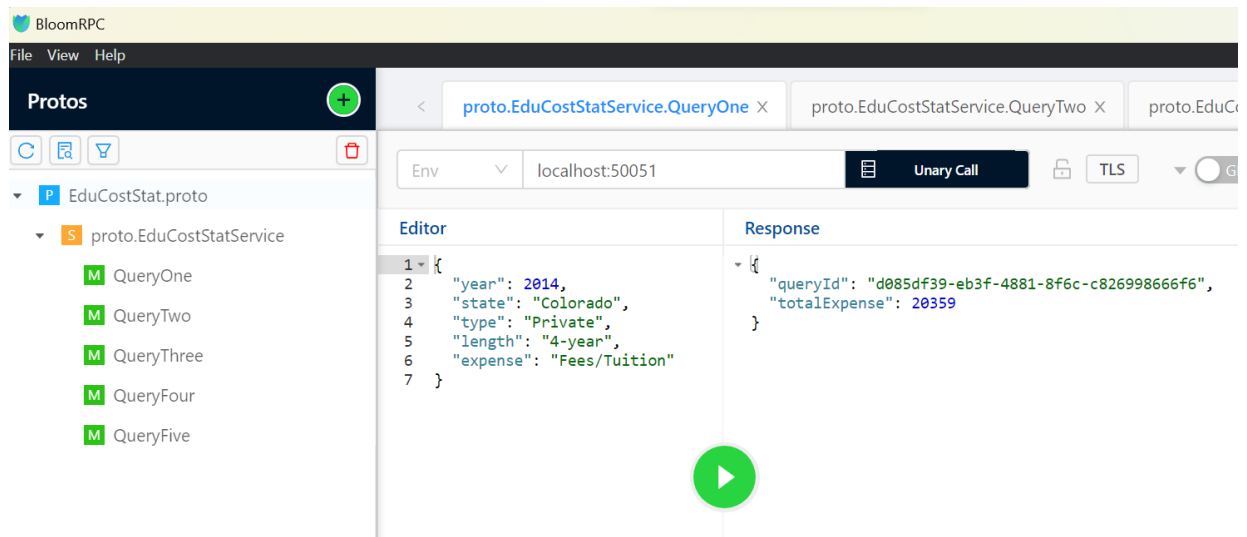 BloomRPC
File View Help
Protos
proto.EduCostStatService.QueryOne
proto.EduCostStatService.QueryTwo
Env
localhost:50051
Unary Call
TLS
P EduCostStat.proto
S proto.EduCostStatService
M QueryOne
M QueryTwo
M QueryThree
M QueryFour
M QueryFive
Editor
1 {
2 "year": 2014,
3 "state": "Colorado",
4 "type": "Private",
5 "length": "4-year",
6 "expense": "Fees/Tuition"
7 }
Response
{
"queryId": "d085df39-eb3f-4881-8f6c-c826998666f6",
"totalExpense": 20359
}